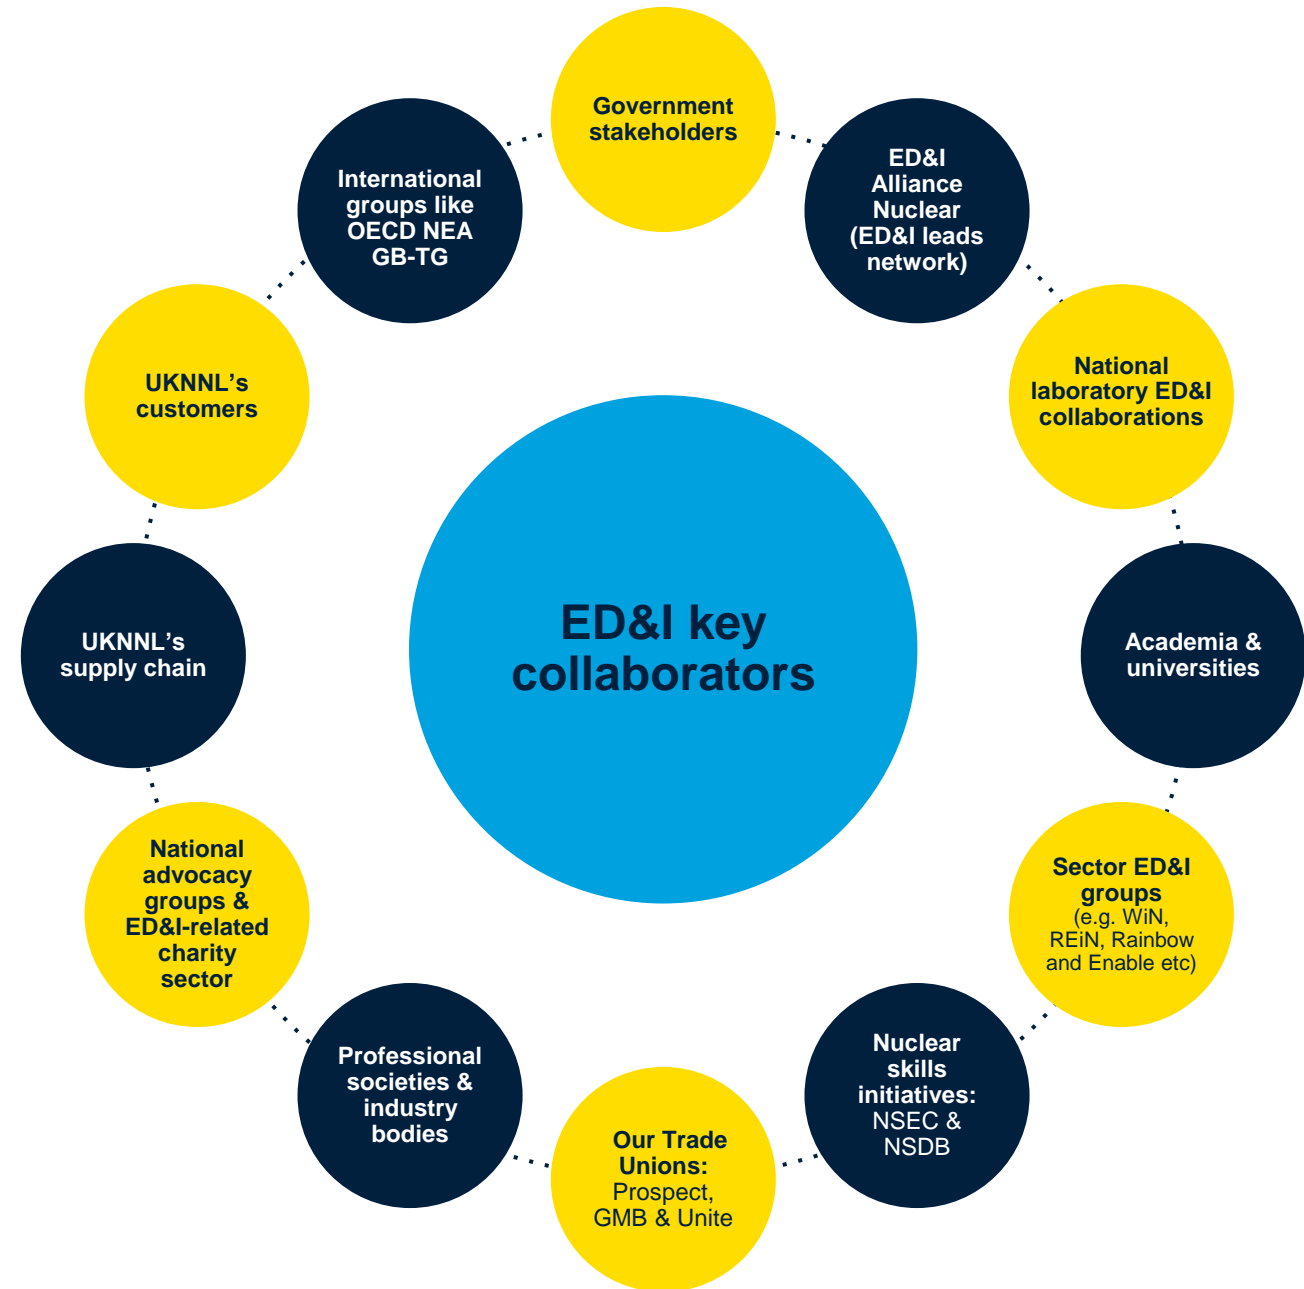 Government
stakeholders
ED&I
Alliance
Nuclear
(ED&I leads
network)
National
laboratory ED&I
collaborations
Academia &
universities
Sector ED&I
groups
(e.g. WiN,
REiN, Rainbow
and Enable etc)
Nuclear
skills
initiatives:
NSEC &
NSDB
Our Trade
Unions:
Prospect,
GMB & Unite
Professional
societies &
industry
bodies
National
advocacy
groups &
ED&I-related
charity
sector
UKNNL’s
supply chain
UKNNL’s
customers
International
groups like
OECD NEA
GB-TG
ED&I key
collaborators